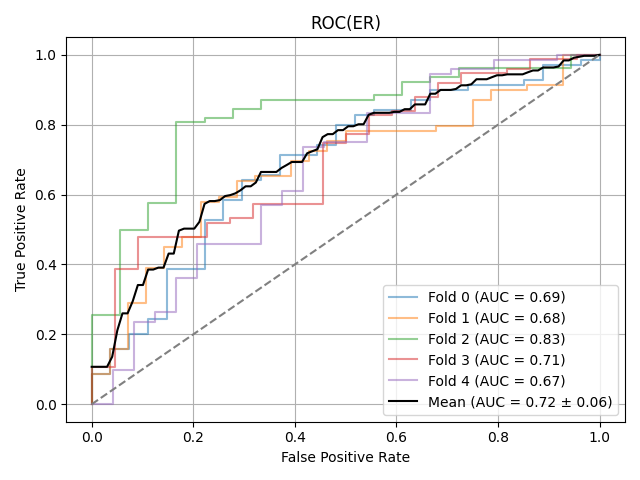 ROC(ER)
True Positive Rate
1.0
0.8
0.6
0.4
0.2
0.0
Fold 0 (AUC = 0.69)
Fold 1 (AUC = 0.68)
Fold 2 (AUC = 0.83)
Fold 3 (AUC = 0.71)
Fold 4 (AUC = 0.67)
Mean (AUC = 0.72 ± 0.06)
0.0 0.2 0.4 0.6 0.8 1.0
False Positive Rate